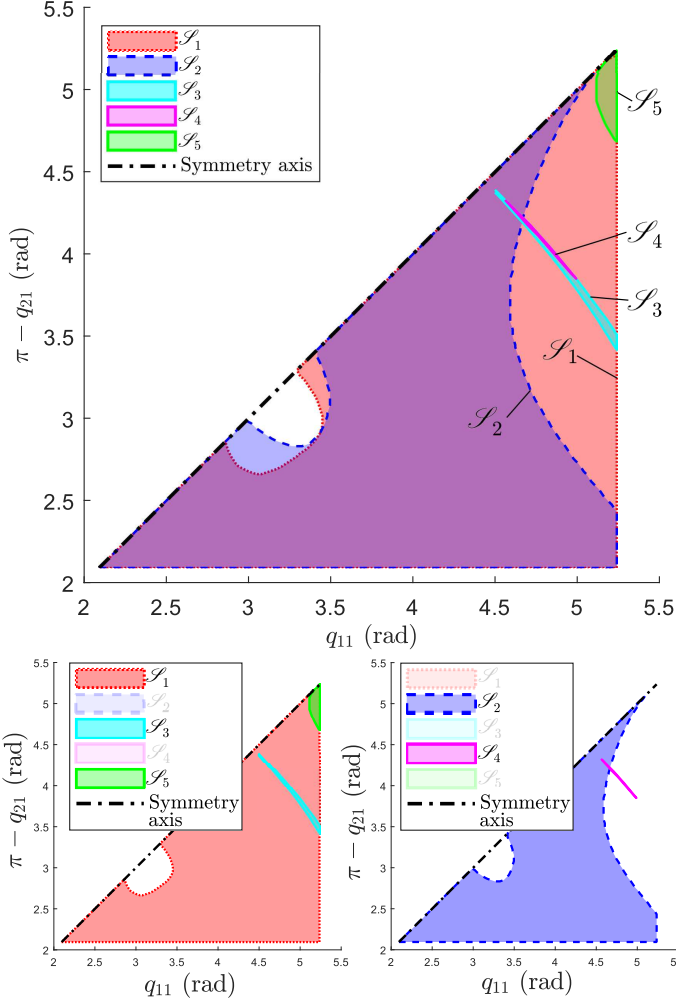 5.5
5
4.5
4
3.5
3
2.5
2
2 2.5 3 3.5 4 4.5 5 5.5
π − q₂₁ (rad)
q₁₁ (rad)
𝒮₁
𝒮₂
𝒮₃
𝒮₄
𝒮₅
Symmetry axis
𝒮₅
𝒮₄
𝒮₃
𝒮₁
𝒮₂
5.5
5
4.5
4
3.5
3
2.5
2
2 2.5 3 3.5 4 4.5 5 5.5
π − q₂₁ (rad)
q₁₁ (rad)
𝒮₁
𝒮₂
𝒮₃
𝒮₄
𝒮₅
Symmetry
axis
5.5
5
4.5
4
3.5
3
2.5
2
2 2.5 3 3.5 4 4.5 5 5.5
π − q₂₁ (rad)
q₁₁ (rad)
𝒮₁
𝒮₂
𝒮₃
𝒮₄
𝒮₅
Symmetry
axis